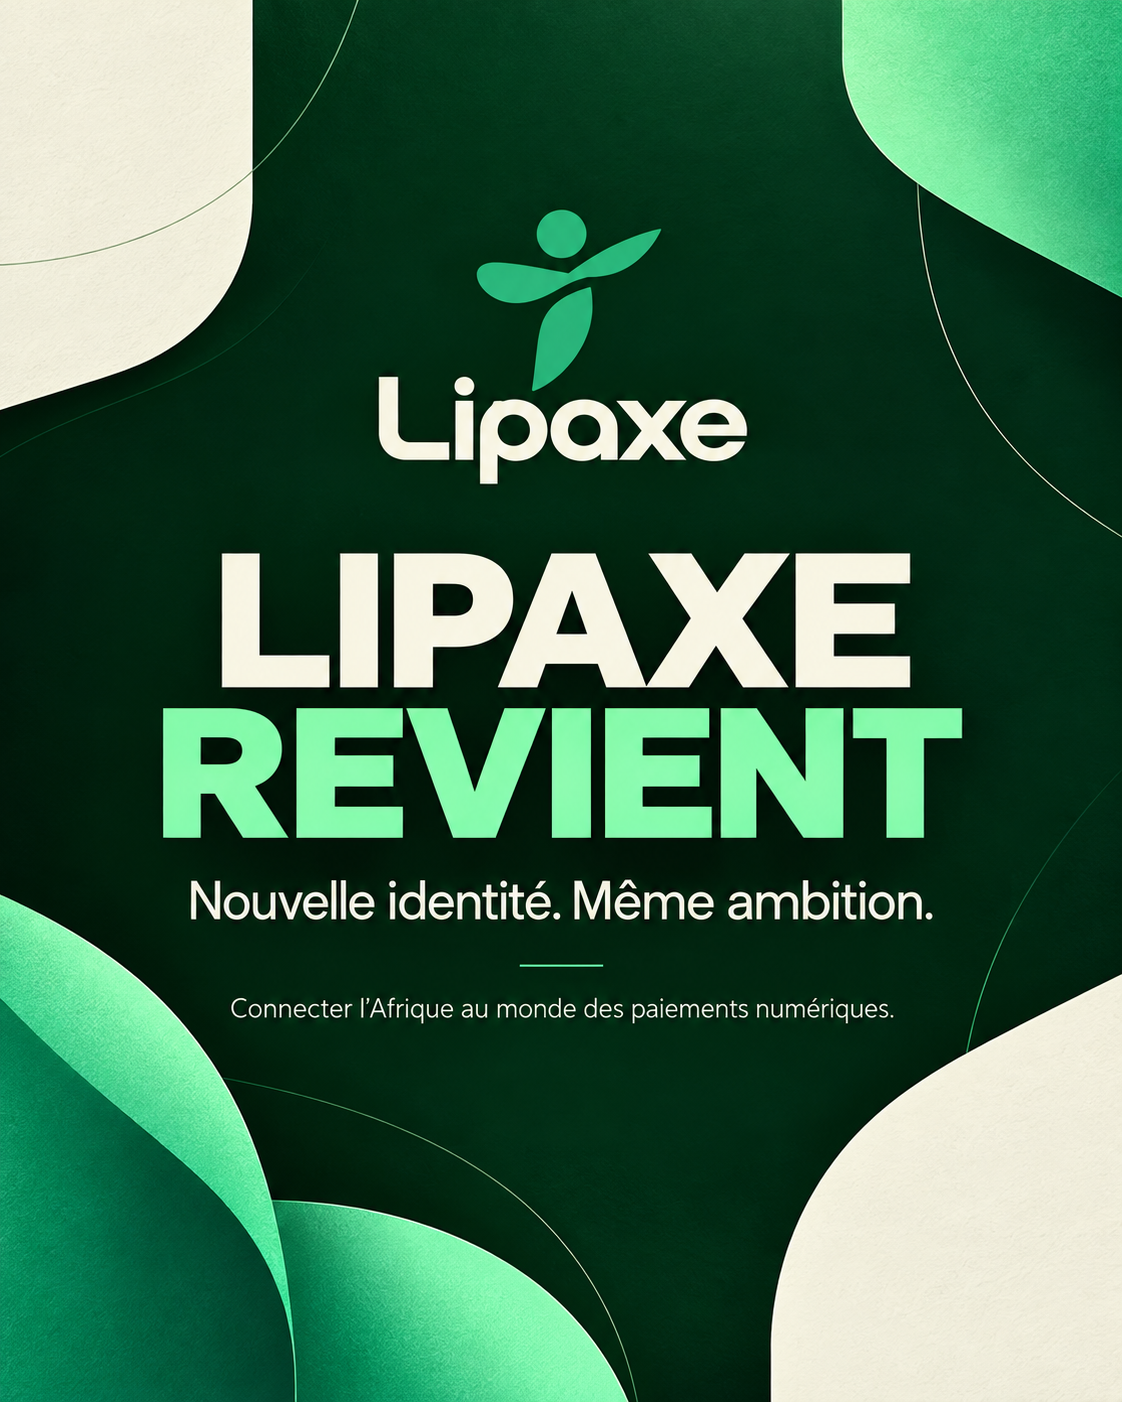 Lipaxe
LIPAXE
REVIENT
Nouvelle identité. Même ambition.
Connecter l’Afrique au monde des paiements numériques.